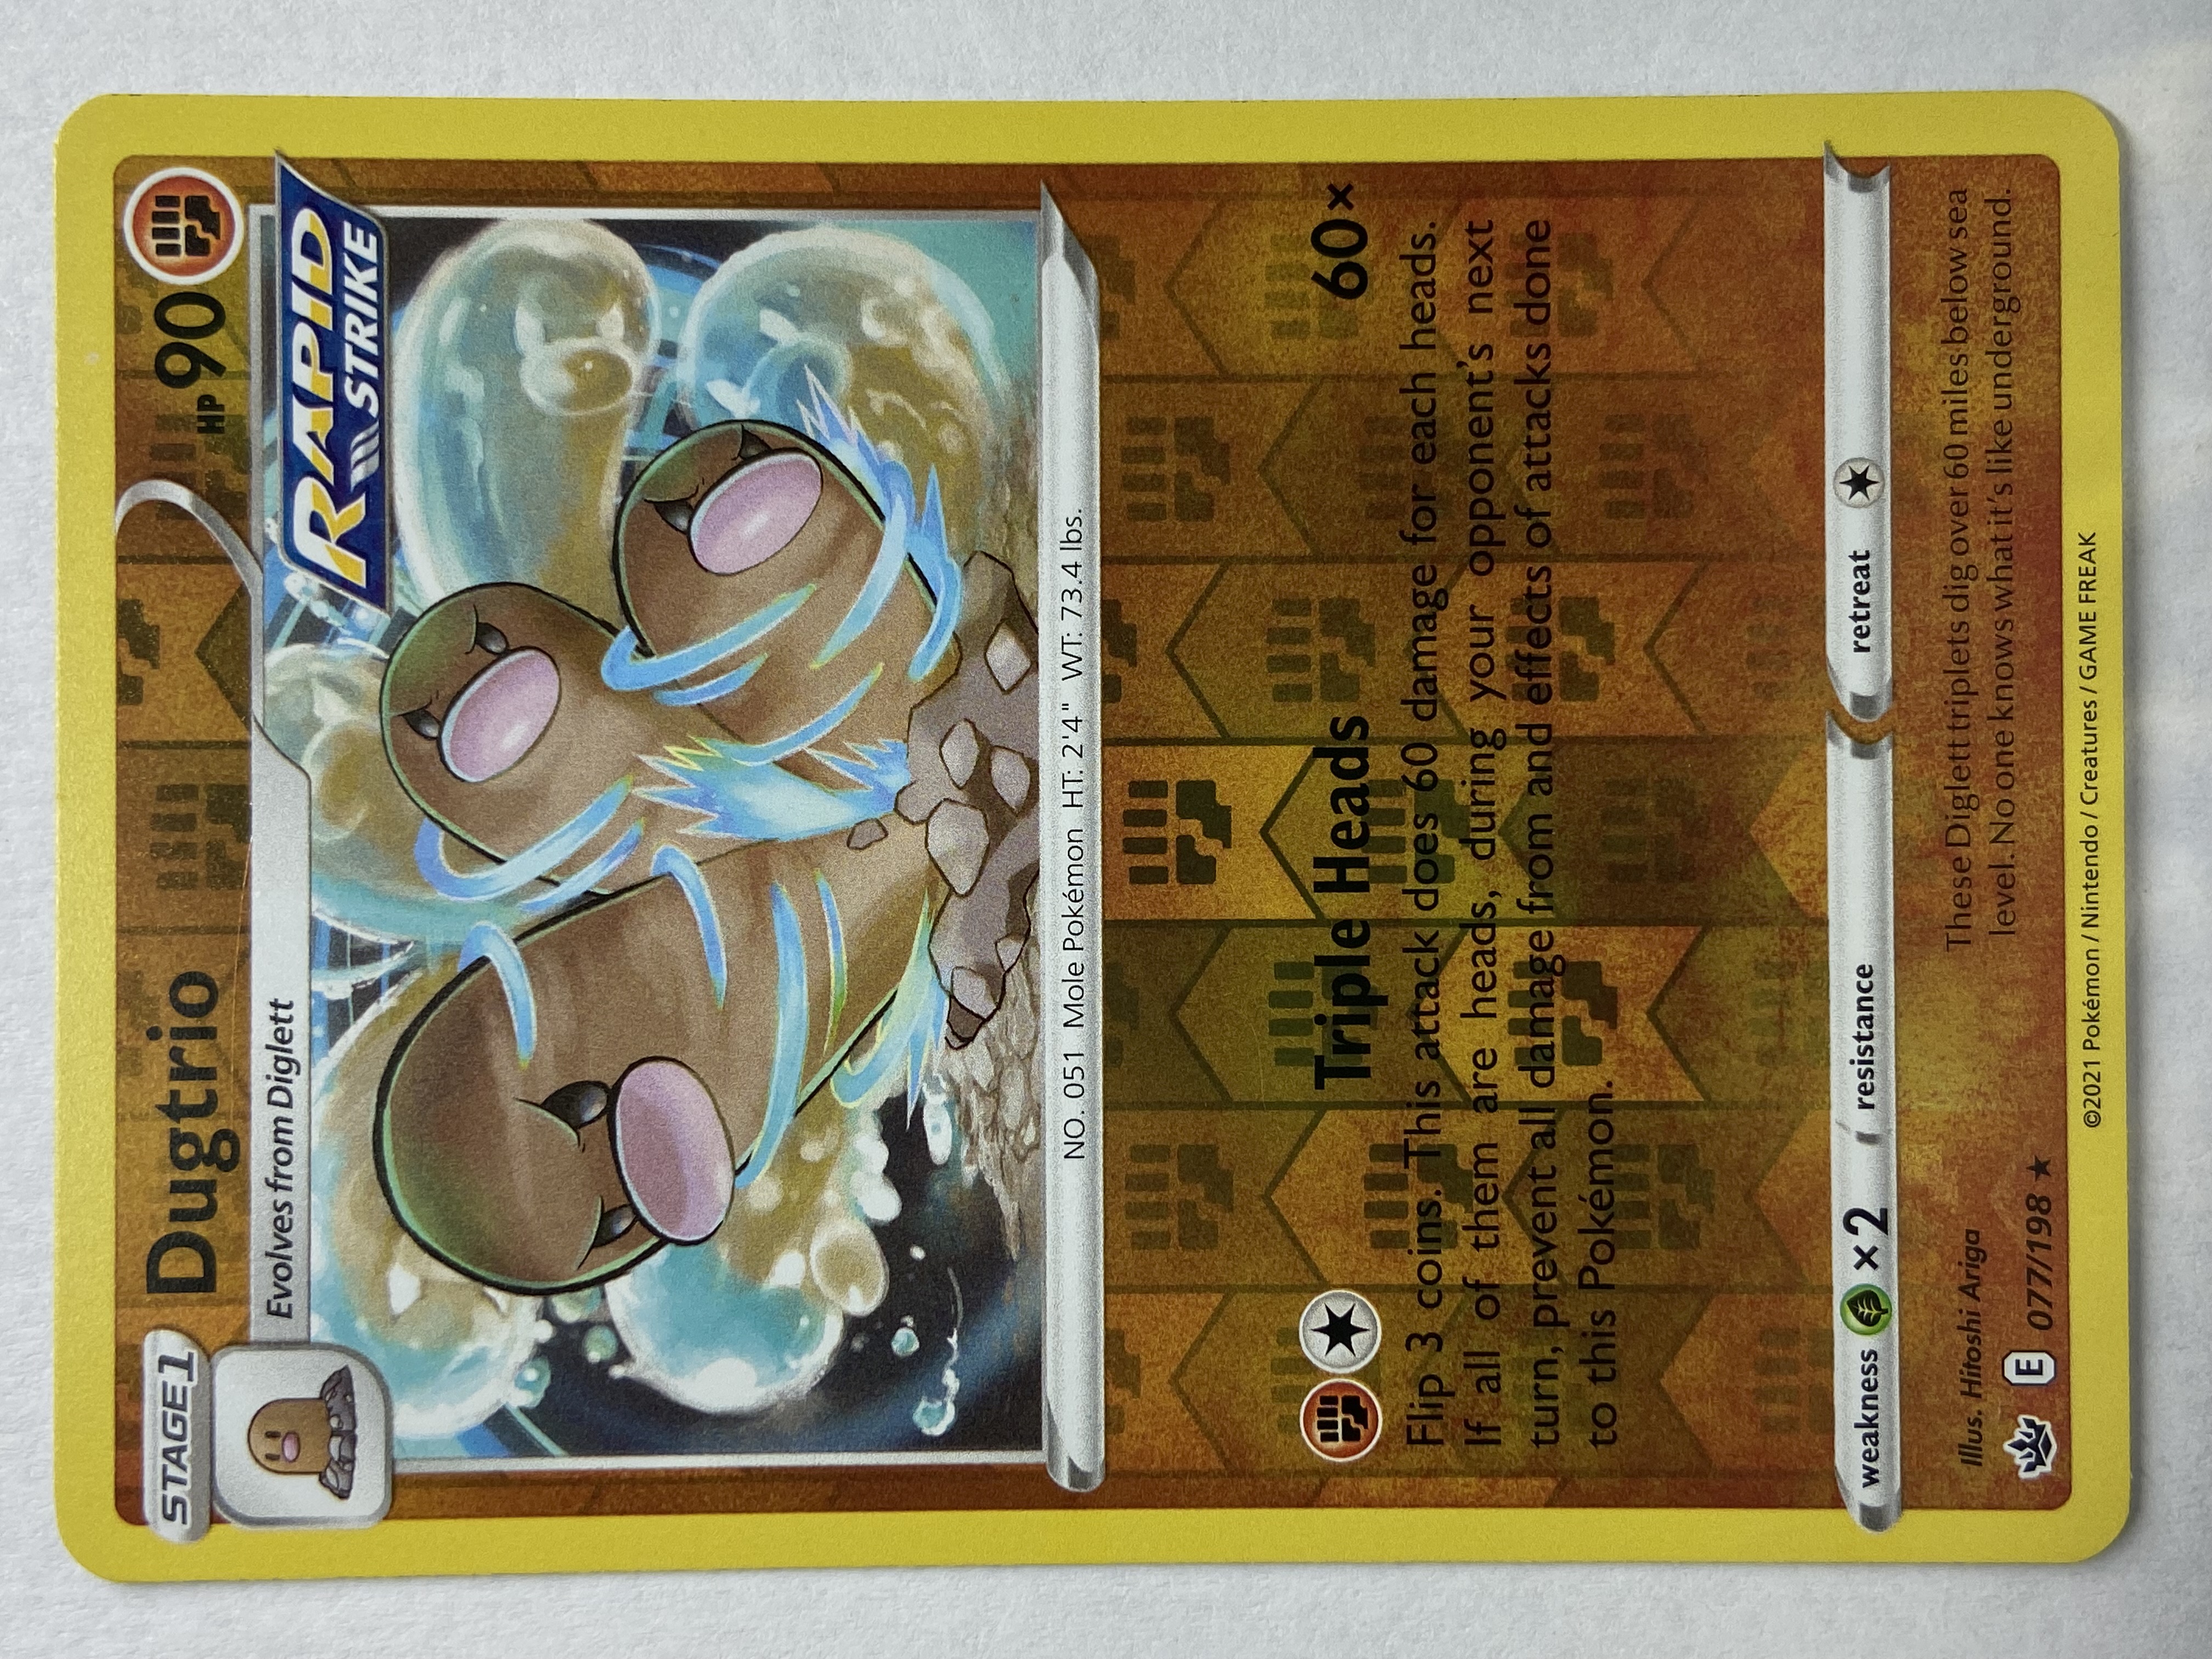 STAGE 1
Dugtrio
HP 90
Evolves from Diglett
RAPID
STRIKE
NO. 051 Mole Pokémon HT: 2'4" WT: 73.4 lbs.
Triple Heads 60×
Flip 3 coins. This attack does 60 damage for each heads.
If all of them are heads, during your opponent's next
turn, prevent all damage from and effects of attacks done
to this Pokémon.
weakness ×2 resistance retreat
Illus. Hitoshi Ariga
These Diglett triplets dig over 60 miles below sea
level. No one knows what it's like underground.
E 077/198 ★
©2021 Pokémon / Nintendo / Creatures / GAME FREAK